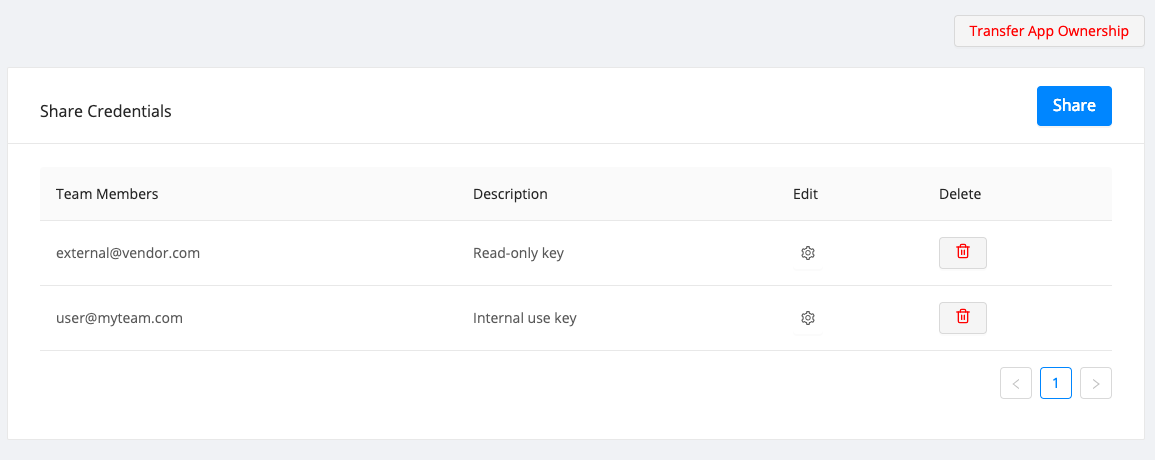 Transfer App Ownership
Share Credentials
Share
Team Members Description Edit Delete
external@vendor.com Read-only key
user@myteam.com Internal use key
< 1 >